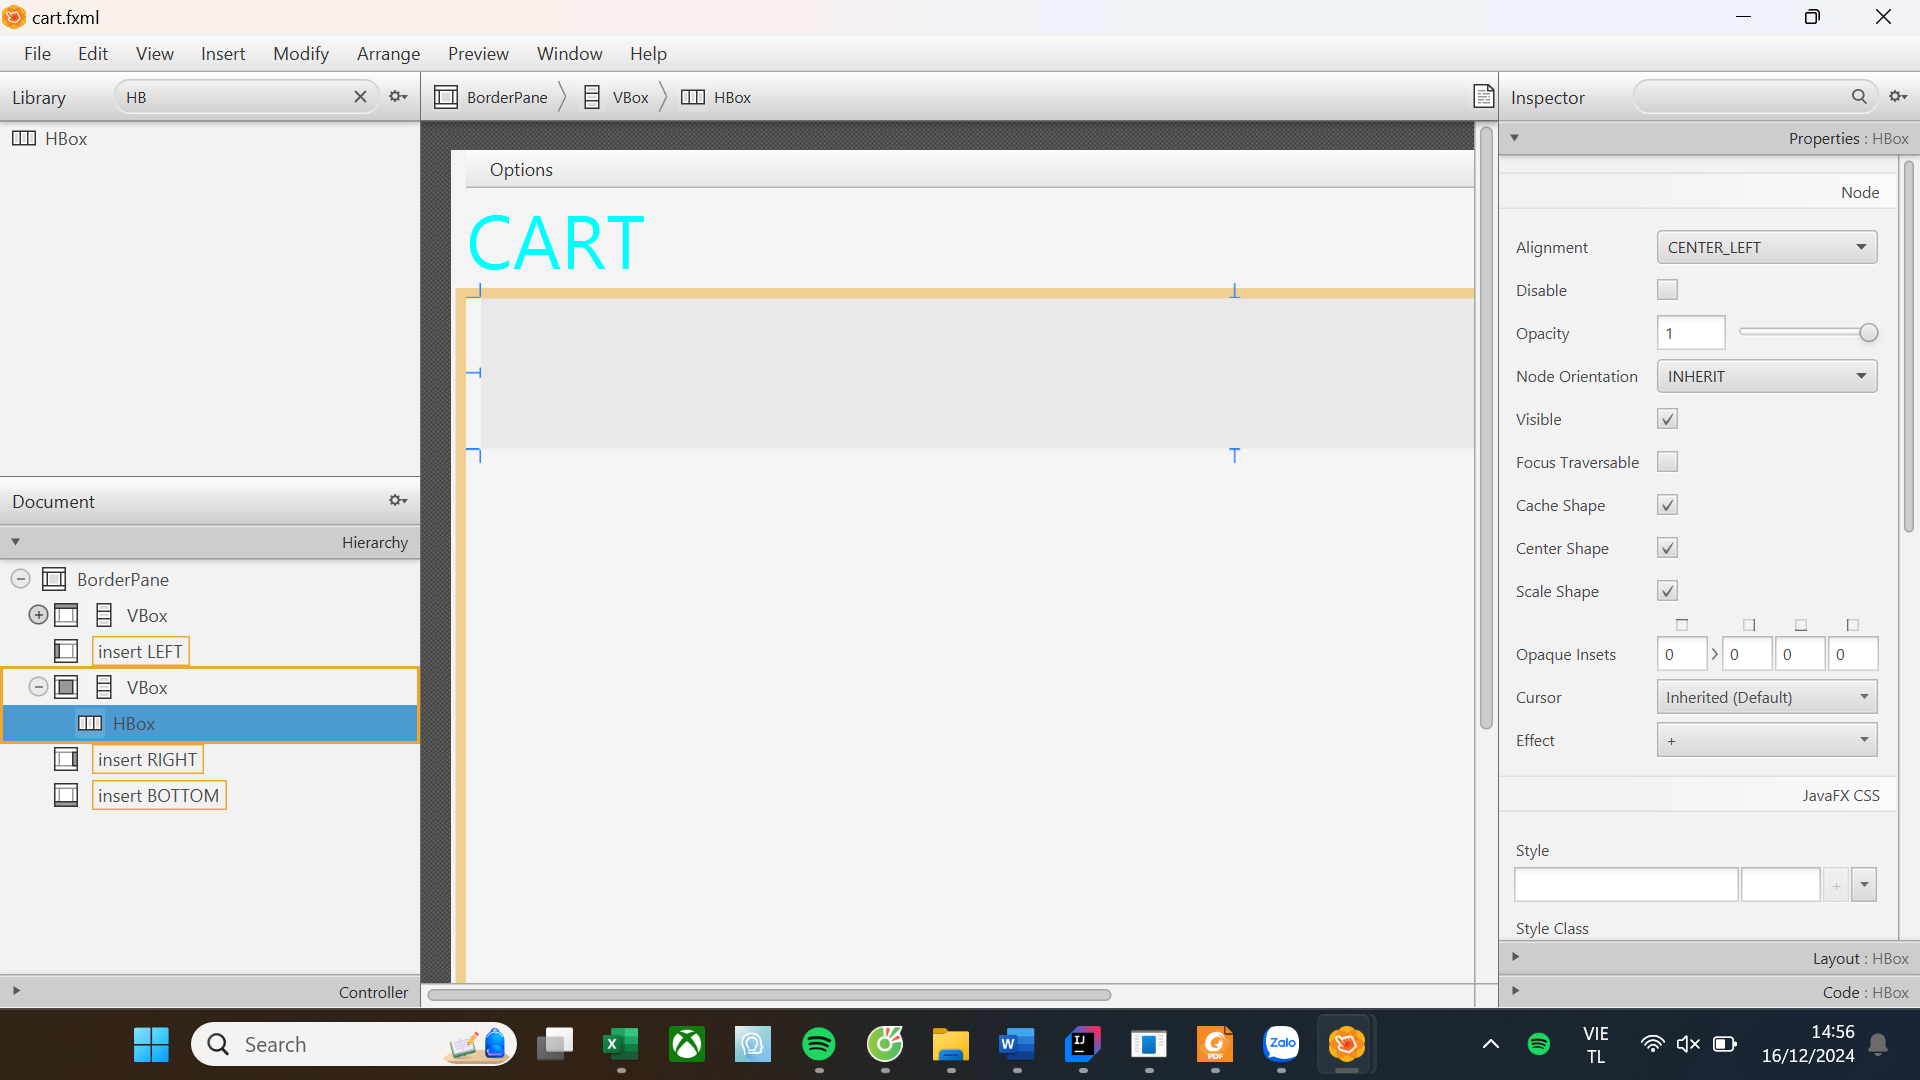 cart.fxml
File Edit View Insert Modify Arrange Preview Window Help
Library HB
BorderPane VBox HBox
Inspector
HBox
Properties : HBox
Options
CART
Node
Alignment CENTER_LEFT
Disable
Opacity 1
Node Orientation INHERIT
Visible
Focus Traversable
Cache Shape
Center Shape
Scale Shape
Opaque Insets 0 0 0 0
Cursor Inherited (Default)
Effect +
JavaFX CSS
Style
+
Style Class
Layout : HBox
Code : HBox
Document
Hierarchy
BorderPane
VBox
insert LEFT
VBox
HBox
insert RIGHT
insert BOTTOM
Controller
Search
X
W
IJ
PDF
Zalo
VIE
TL
14:56
16/12/2024